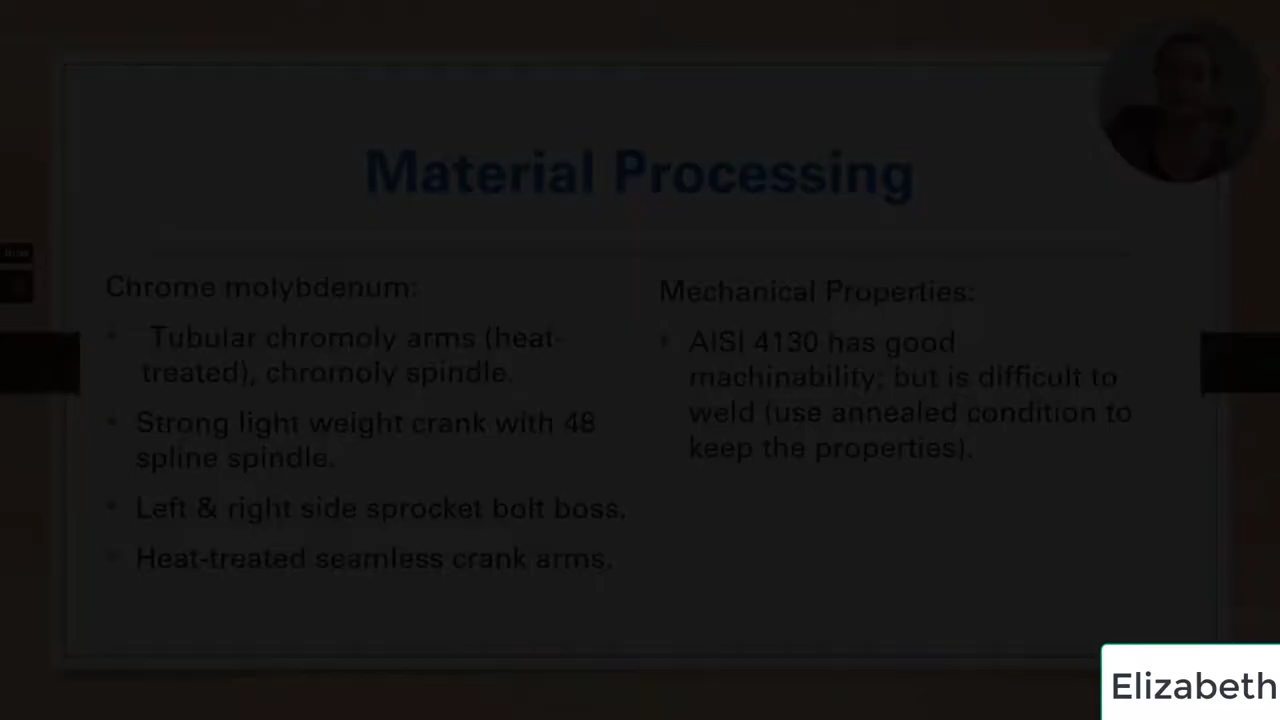 Material Processing
Chrome molybdenum:
Tubular chromoly arms (heat-
treated), chromoly spindle.
Strong light weight crank with 48
spline spindle.
Left & right side sprocket bolt boss.
Heat-treated seamless crank arms.
Mechanical Properties:
AISI 4130 has good
machinability; but is difficult to
weld (use annealed condition to
keep the properties).
Elizabeth